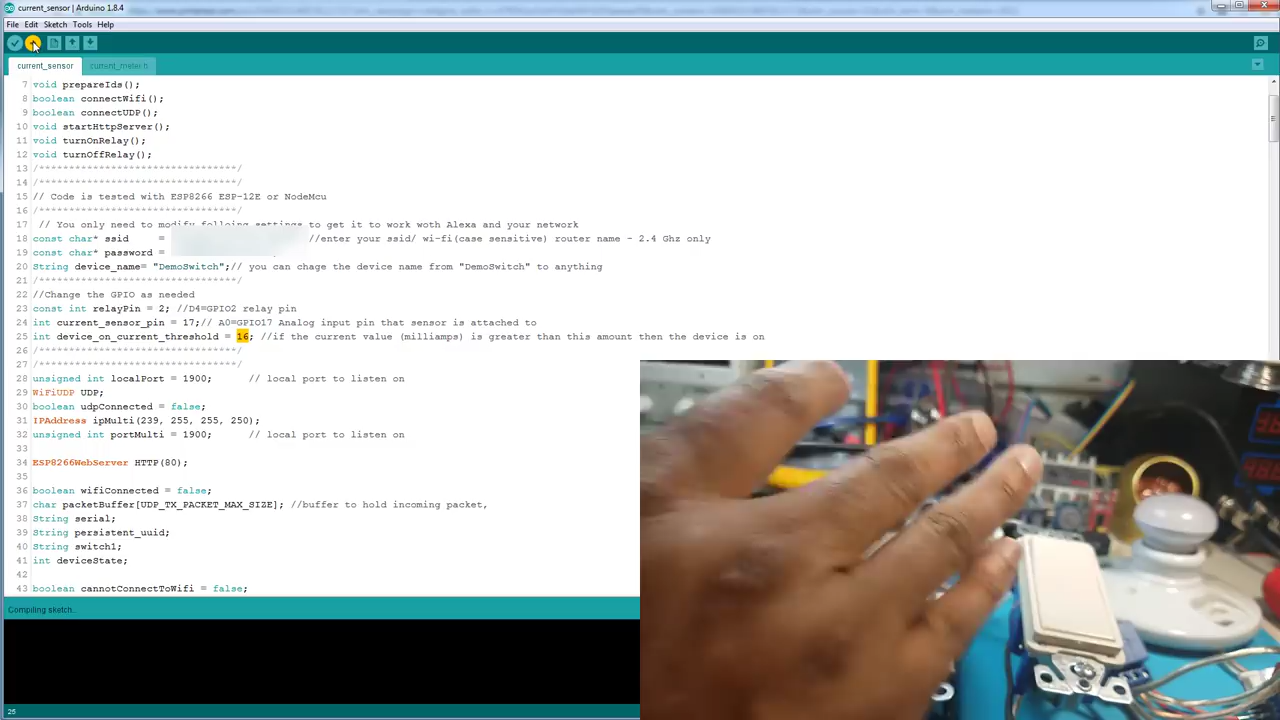 current_sensor | Arduino 1.8.4
File Edit Sketch Tools Help
current_sensor current_meter.h
7 void prepareIds();
8 boolean connectWifi();
9 boolean connectUDP();
10 void startHttpServer();
11 void turnOnRelay();
12 void turnOffRelay();
13 /*********************************/
14 /*********************************/
15 // Code is tested with ESP8266 ESP-12E or NodeMcu
16 /*********************************/
17 // You only need to modify folloing settings to get it to work woth Alexa and your network
18 const char* ssid = //enter your ssid/ wi-fi(case sensitive) router name - 2.4 Ghz only
19 const char* password =
20 String device_name= "DemoSwitch";// you can chage the device name from "DemoSwitch" to anything
21 /*********************************/
22 //Change the GPIO as needed
23 const int relayPin = 2; //D4=GPIO2 relay pin
24 int current_sensor_pin = 17;// A0=GPIO17 Analog input pin that sensor is attached to
25 int device_on_current_threshold = 16; //if the current value (milliamps) is greater than this amount then the device is on
26 /*********************************/
27 /*********************************/
28 unsigned int localPort = 1900; // local port to listen on
29 WiFiUDP UDP;
30 boolean udpConnected = false;
31 IPAddress ipMulti(239, 255, 255, 250);
32 unsigned int portMulti = 1900; // local port to listen on
33
34 ESP8266WebServer HTTP(80);
35
36 boolean wifiConnected = false;
37 char packetBuffer[UDP_TX_PACKET_MAX_SIZE]; //buffer to hold incoming packet,
38 String serial;
39 String persistent_uuid;
40 String switch1;
41 int deviceState;
42
43 boolean cannotConnectToWifi = false;
Compiling sketch...
25